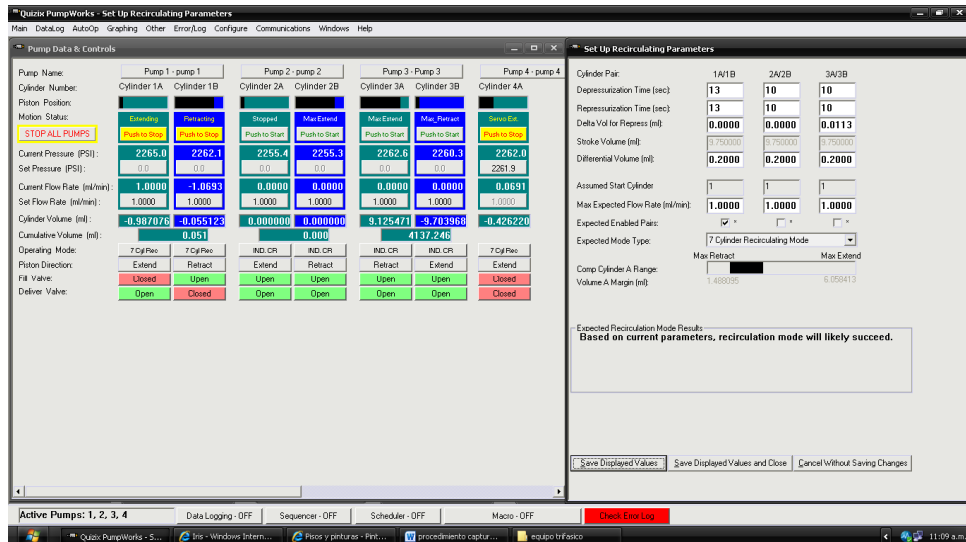 Quizix PumpWorks - Set Up Recirculating Parameters
Main DataLog AutoOp Graphing Other Error/Log Configure Communications Windows Help
Pump Data & Controls
Pump Name: Pump 1 - pump 1 Pump 2 - pump 2 Pump 3 - Pump 3 Pump 4 - pump 4
Cylinder Number: Cylinder 1A Cylinder 1B Cylinder 2A Cylinder 2B Cylinder 3A Cylinder 3B Cylinder 4A
Piston Position:
Motion Status: Extending Retracting Stopped Max Extend Max Extend Max_Retract Servo Ext.
STOP ALL PUMPS Push to Stop Push to Stop Push to Start Push to Start Push to Start Push to Start Push to Stop
Current Pressure (PSI): 2265.0 2262.1 2255.4 2255.3 2262.6 2260.3 2262.0
Set Pressure (PSI): 0.0 0.0 0.0 0.0 0.0 0.0 2261.9
Current Flow Rate (ml/min): 1.0000 -1.0693 0.0000 0.0000 0.0000 0.0000 0.0691
Set Flow Rate (ml/min): 1.0000 1.0000 1.0000 1.0000 1.0000 1.0000 1.0000
Cylinder Volume (ml): -0.987076 -0.055123 0.000000 0.000000 9.125471 -9.703968 -0.426220
Cumulative Volume (ml): 0.051 0.000 4137.246
Operating Mode: 7 Cyl Rec 7 Cyl Rec IND. CR IND. CR IND. CR IND. CR 7 Cyl Rec
Piston Direction: Extend Retract Extend Retract Extend Retract Extend
Fill Valve: Closed Open Open Open Open Open Closed
Deliver Valve: Open Closed Open Open Open Open Closed
Set Up Recirculating Parameters
Cylinder Pair: 1A/1B 2A/2B 3A/3B
Depressurization Time (sec): 13 10 10
Repressurization Time (sec): 13 10 10
Delta Vol for Repress (ml): 0.0000 0.0000 0.0113
Stroke Volume (ml): 9.750000 9.750000 9.750000
Differential Volume (ml): 0.2000 0.2000 0.2000
Assumed Start Cylinder 1 1 1
Max Expected Flow Rate (ml/min): 1.0000 1.0000 1.0000
Expected Enabled Pairs: * * *
Expected Mode Type: 7 Cylinder Recirculating Mode
Max Retract Max Extend
Comp Cylinder A Range:
Volume A Margin (ml): 1.488095 6.058413
Expected Recirculation Mode Results
Based on current parameters, recirculation mode will likely succeed.
Save Displayed Values Save Displayed Values and Close Cancel Without Saving Changes
Active Pumps: 1, 2, 3, 4 Data Logging - OFF Sequencer - OFF Scheduler - OFF Macro - OFF Check Error Log
Quizix PumpWorks - S... Iris - Windows Intern... Pisos y pinturas - Pint... procedimiento captur... equipo trifasico 11:09 a.m.